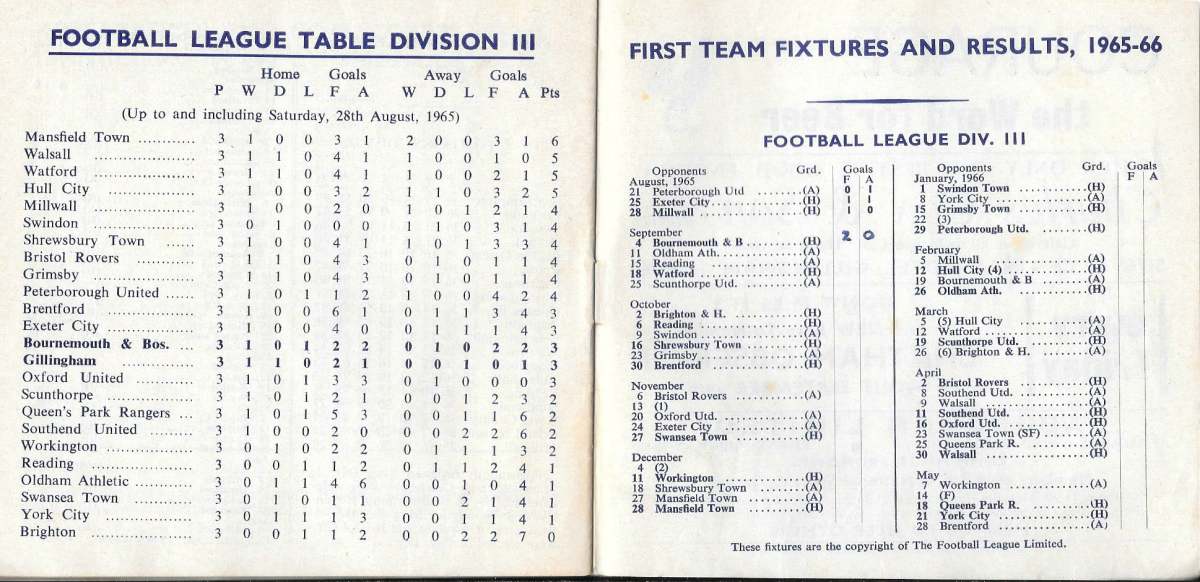 FOOTBALL LEAGUE TABLE DIVISION III
Home Goals Away Goals
P W D L F A W D L F A Pts
(Up to and including Saturday, 28th August, 1965)
Mansfield Town ............ 3 1 0 0 3 1 2 0 0 3 1 6
Walsall .................. 3 1 1 0 4 1 1 0 0 1 0 5
Watford .................. 3 1 1 0 4 1 1 0 0 2 1 5
Hull City ............... 3 1 0 0 3 2 1 1 0 3 2 5
Millwall .................. 3 1 0 0 2 0 1 0 1 2 1 4
Swindon .................. 3 0 1 0 0 0 1 1 0 3 1 4
Shrewsbury Town ...... 3 1 0 0 4 1 1 0 1 3 3 4
Bristol Rovers ............ 3 1 1 0 4 3 0 1 0 1 1 4
Grimsby .................. 3 1 1 0 4 3 0 1 0 1 1 4
Peterborough United ...... 3 1 0 1 1 2 1 0 0 4 2 4
Brentford ............... 3 1 0 0 6 1 0 1 1 3 4 3
Exeter City ............... 3 1 0 0 4 0 0 1 1 1 4 3
Bournemouth & Bos. ... 3 1 0 1 2 2 0 1 0 2 2 3
Gillingham ............ 3 1 1 0 2 1 0 0 1 0 1 3
Oxford United ............ 3 1 0 1 3 3 0 1 0 0 0 3
Scunthorpe ............... 3 1 0 1 2 1 0 0 1 2 3 2
Queen's Park Rangers ... 3 1 0 1 5 3 0 0 1 1 6 2
Southend United ......... 3 1 0 0 2 0 0 0 2 2 6 2
Workington ............... 3 0 1 0 2 2 0 1 1 1 3 2
Reading .................. 3 0 0 1 1 2 0 1 1 2 4 1
Oldham Athletic ............ 3 0 1 1 4 6 0 0 1 0 4 1
Swansea Town ............ 3 0 1 0 1 1 0 0 2 1 4 1
York City ............... 3 0 1 1 1 3 0 0 1 1 4 1
Brighton .................. 3 0 0 1 1 2 0 0 2 2 7 0
FIRST TEAM FIXTURES AND RESULTS, 1965-66
FOOTBALL LEAGUE DIV. III
Opponents Grd. Goals
F A
August, 1965
21 Peterborough Utd .........(A) 0 1
25 Exeter City...............(H) 1 1
28 Millwall ..................(H) 1 0
September
4 Bournemouth & B .........(H) 2 0
11 Oldham Ath. ...............(A)
15 Reading ..................(A)
18 Watford ..................(H)
25 Scunthorpe Utd. .........(A)
October
2 Brighton & H. ............(H)
6 Reading ..................(H)
9 Swindon ..................(A)
16 Shrewsbury Town .........(H)
23 Grimsby ..................(A)
30 Brentford ...............(H)
November
6 Bristol Rovers ............(A)
13 (1)
20 Oxford Utd. ...............(A)
24 Exeter City ...............(A)
27 Swansea Town ............(H)
December
4 (2)
11 Workington ...............(H)
18 Shrewsbury Town .........(A)
27 Mansfield Town .........(A)
28 Mansfield Town .........(H)
Opponents Grd. Goals
F A
January, 1966
1 Swindon Town ............(H)
8 York City ...............(A)
15 Grimsby Town ............(H)
22 (3)
29 Peterborough Utd. .........(H)
February
5 Millwall ..................(A)
12 Hull City (4) ............(H)
19 Bournemouth & B .........(A)
26 Oldham Ath. ...............(H)
March
5 (5) Hull City ............(A)
12 Watford ..................(A)
19 Scunthorpe Utd. .........(H)
26 (6) Brighton & H. .........(A)
April
2 Bristol Rovers ............(H)
8 Southend Utd. ............(A)
9 Walsall ..................(A)
11 Southend Utd. ............(H)
16 Oxford Utd. ...............(H)
23 Swansea Town (SF) .........(A)
25 Queens Park R. ............(A)
30 Walsall ..................(H)
May
7 Workington ...............(A)
14 (F)
18 Queens Park R. ............(H)
21 York City ...............(H)
28 Brentford ...............(A)
These fixtures are the copyright of The Football League Limited.